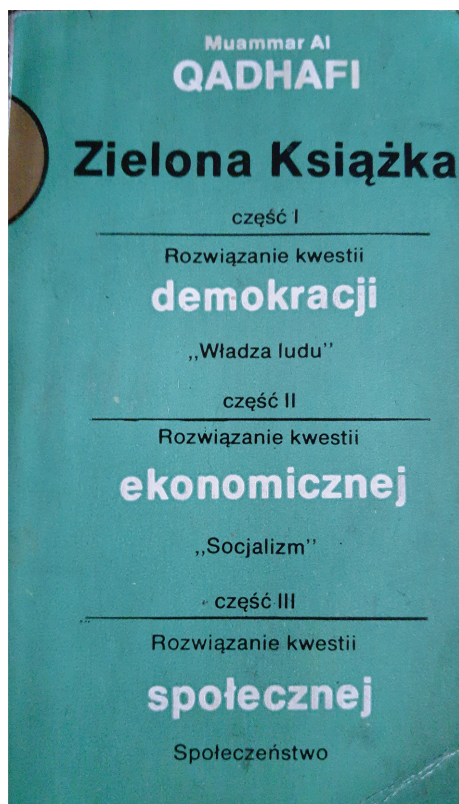 Muammar Al
QADHAFI
Zielona Książka
część I
Rozwiązanie kwestii
demokracji
,,Władza ludu''
część II
Rozwiązanie kwestii
ekonomicznej
,,Socjalizm''
część III
Rozwiązanie kwestii
społecznej
Społeczeństwo